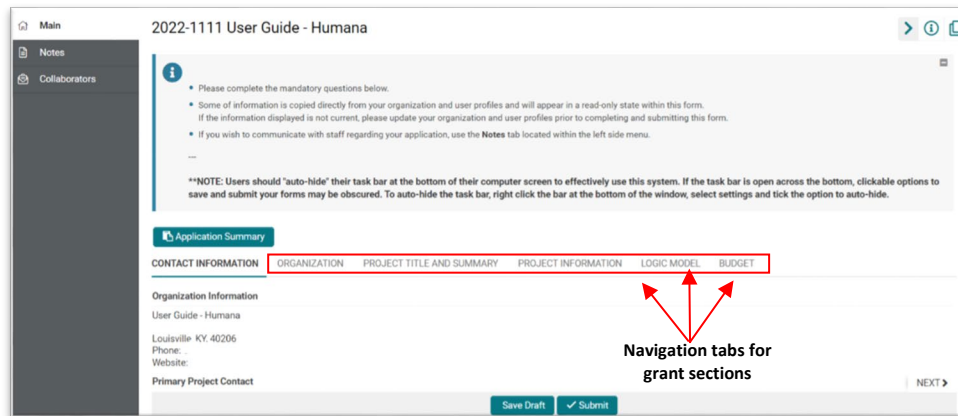 Main
2022-1111 User Guide - Humana
Notes
Collaborators
Please complete the mandatory questions below.
Some of information is copied directly from your organization and user profiles and will appear in a read-only state within this form.
If the information displayed is not current, please update your organization and user profiles prior to completing and submitting this form.
If you wish to communicate with staff regarding your application, use the Notes tab located within the left side menu.
---
**NOTE: Users should "auto-hide" their task bar at the bottom of their computer screen to effectively use this system. If the task bar is open across the bottom, clickable options to
save and submit your forms may be obscured. To auto-hide the task bar, right click the bar at the bottom of the window, select settings and tick the option to auto-hide.
Application Summary
CONTACT INFORMATION ORGANIZATION PROJECT TITLE AND SUMMARY PROJECT INFORMATION LOGIC MODEL BUDGET
Organization Information
User Guide - Humana
Louisville KY. 40206
Phone: .
Website:
Navigation tabs for
grant sections
Primary Project Contact
NEXT
Save Draft Submit